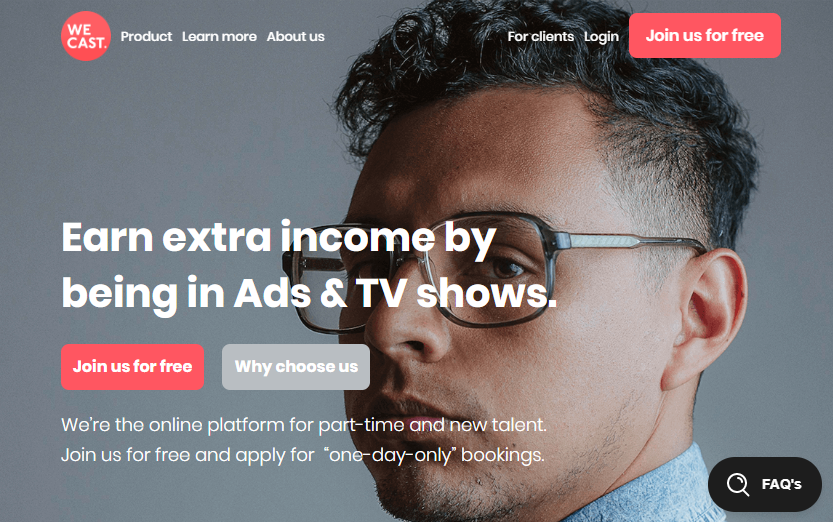 WE
CAST.
Product Learn more About us
For clients Login Join us for free
Earn extra income by
being in Ads & TV shows.
Join us for free Why choose us
We're the online platform for part-time and new talent.
Join us for free and apply for “one-day-only” bookings.
FAQ's